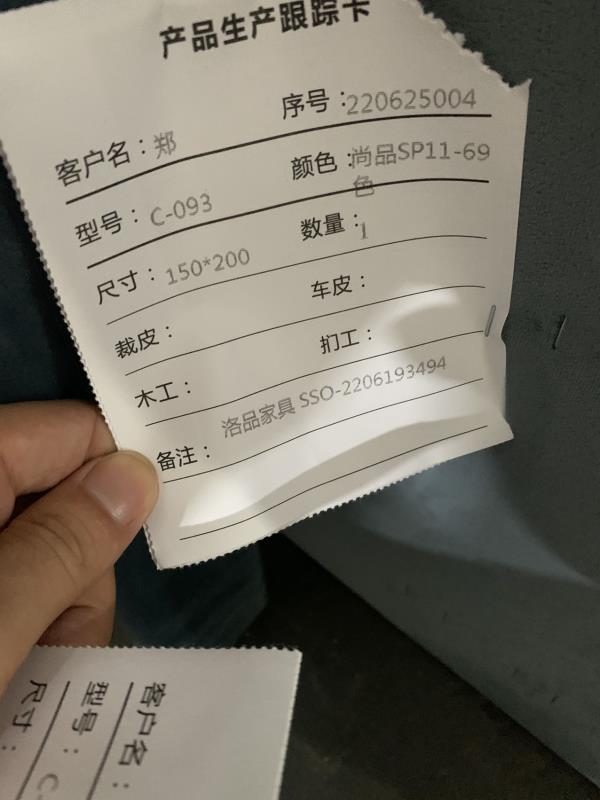 产品生产跟踪卡
序号：220625004
客户名：郑
颜色：尚品SP11-69
色
型号：C-093
数量：1
尺寸：150*200
车皮：
裁皮：
扪工：
木工：
洛品家具 SSO-2206193494
备注：
客户名：
型号：C-
尺寸：